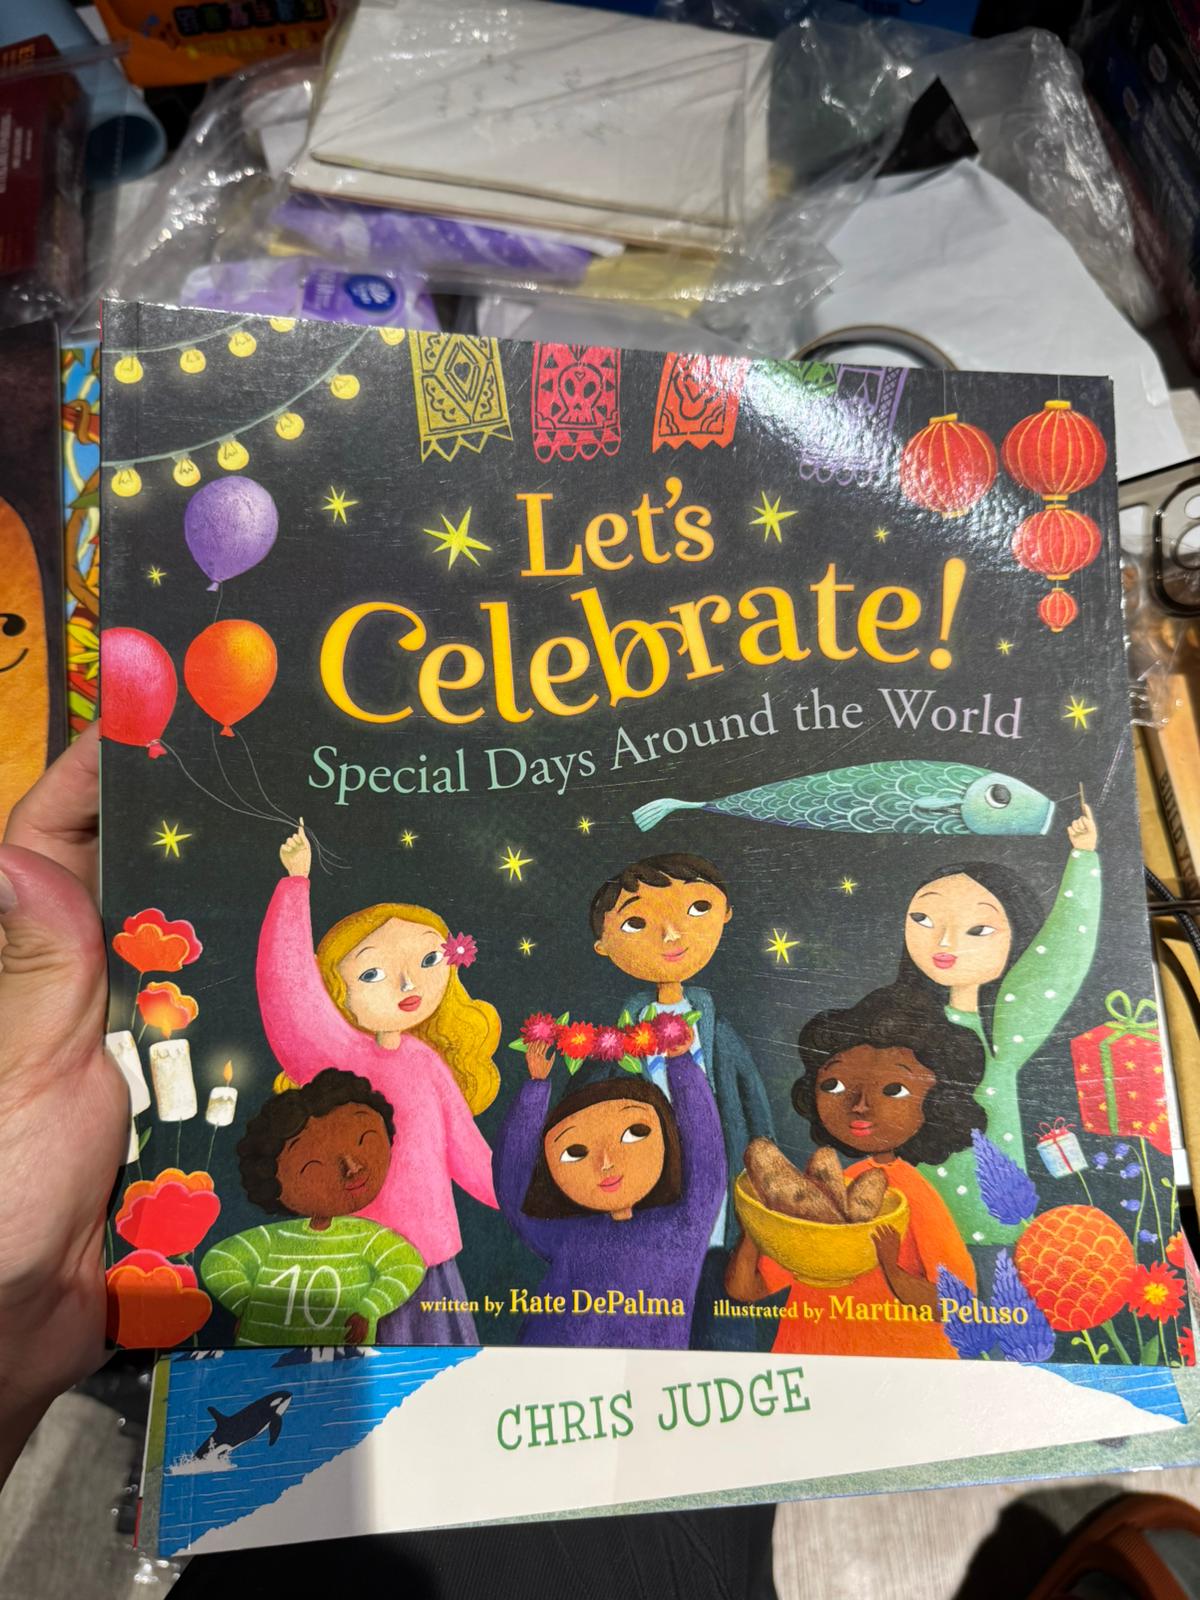 Let's
Celebrate!
Special Days Around the World
10
written by Kate DePalma illustrated by Martina Peluso
CHRIS JUDGE